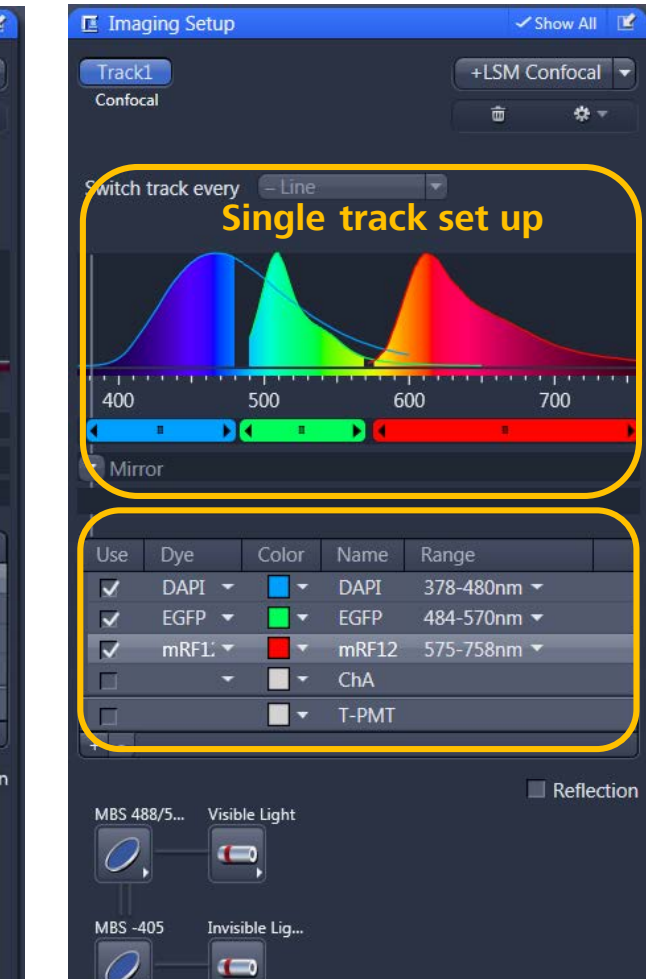 Imaging Setup ✓ Show All
Track1 +LSM Confocal
Confocal
Switch track every – Line
Single track set up
400 500 600 700
Mirror
Use Dye Color Name Range
DAPI DAPI 378-480nm
EGFP EGFP 484-570nm
mRF12 575-758nm
ChA
T-PMT
+ -
n
Reflection
MBS 488/5... Visible Light
MBS -405 Invisible Lig...